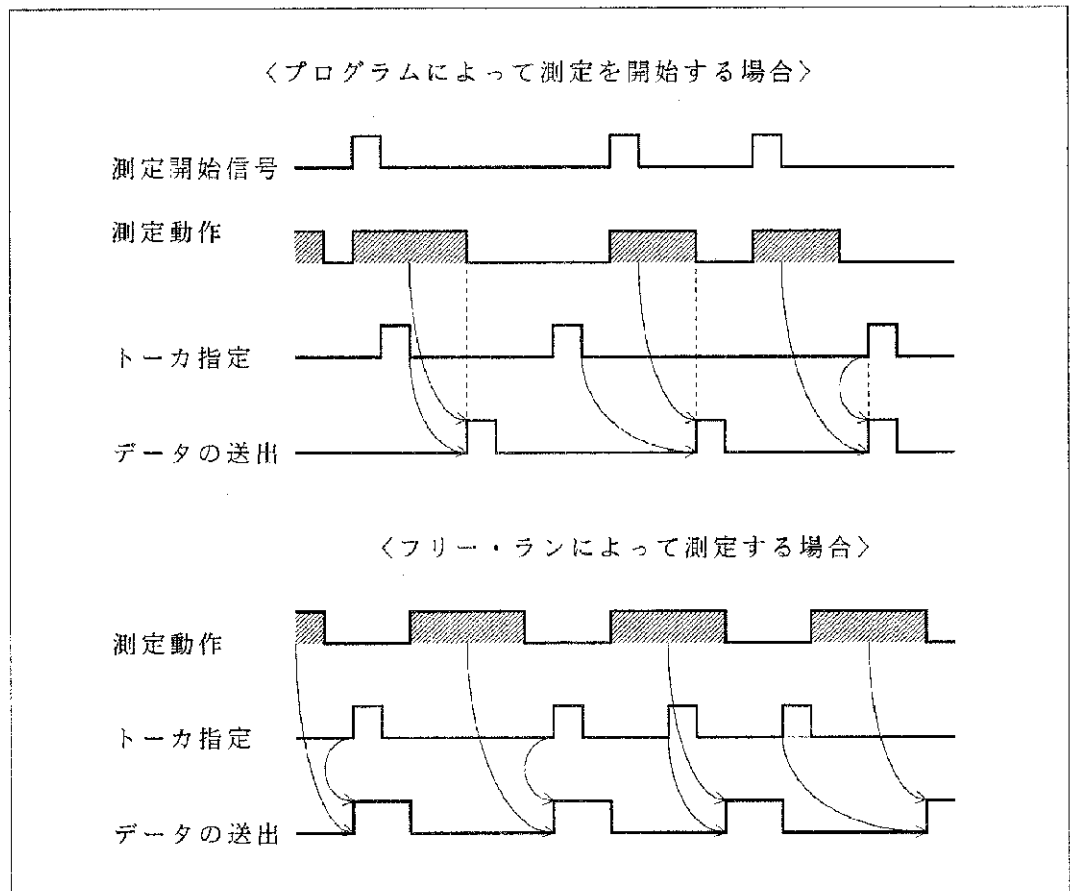 〈プログラムによって測定を開始する場合〉
測定開始信号
測定動作
トーカ指定
データの送出
〈フリー・ランによって測定する場合〉
測定動作
トーカ指定
データの送出